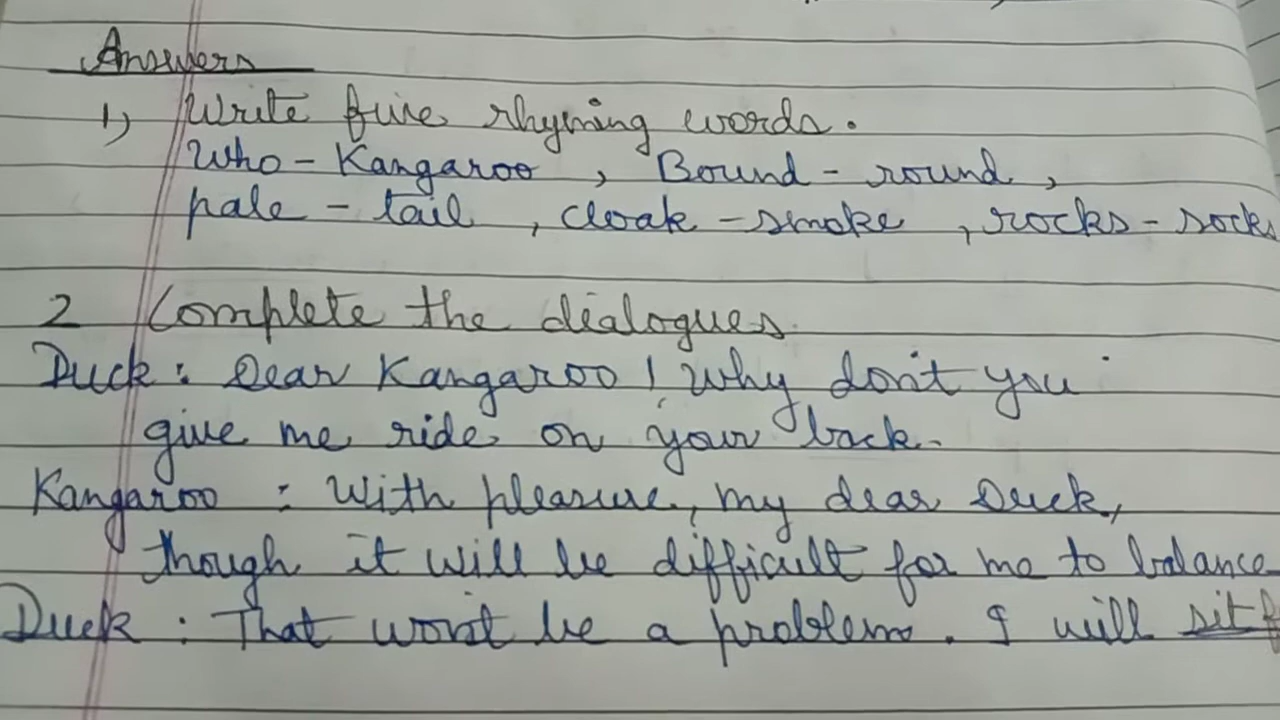 Answers
1) Write five rhyming words.
Who - Kangaroo , Bound - round ,
pale - tail , cloak - smoke , rocks - socks
2 Complete the dialogues.
Duck : Dear Kangaroo ! Why don't you
give me ride on your back.
Kangaroo : With pleasure, my dear Duck,
though it will be difficult for me to balance
Duck : That won't be a problem. I will sit